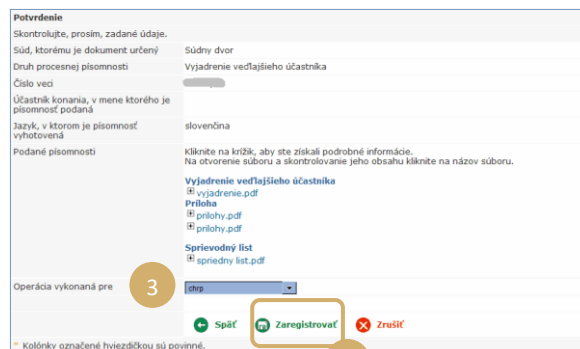 Potvrdenie
Skontrolujte, prosím, zadané údaje.
Súd, ktorému je dokument určený Súdny dvor
Druh procesnej písomnosti Vyjadrenie vedľajšieho účastníka
Číslo veci
Účastník konania, v mene ktorého je
písomnosť podaná
Jazyk, v ktorom je písomnosť slovenčina
vyhotovená
Podané písomnosti Kliknite na krížik, aby ste získali podrobné informácie.
Na otvorenie súboru a skontrolovanie jeho obsahu kliknite na názov súboru.
Vyjadrenie vedľajšieho účastníka
vyjadrenie.pdf
Príloha
prilohy.pdf
prilohy.pdf
Sprievodný list
spriedny list.pdf
Operácia vykonaná pre 3 chrp
Späť Zaregistrovať Zrušiť
* Kolónky označené hviezdičkou sú povinné.